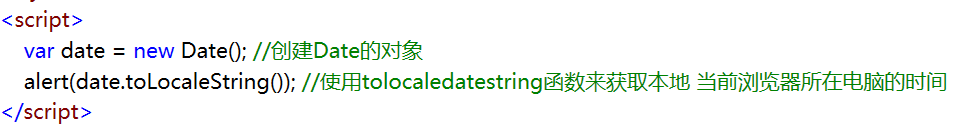 <script>
var date = new Date(); //创建Date的对象
alert(date.toLocaleString()); //使用tolocaledatestring函数来获取本地 当前浏览器所在电脑的时间
</script>